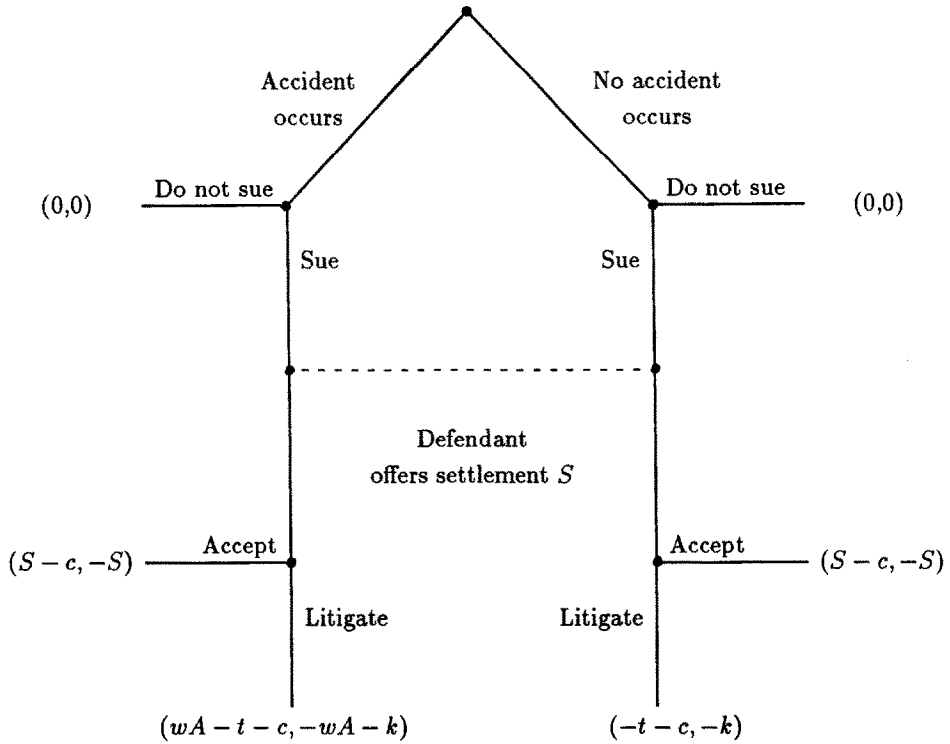 Accident
occurs
No accident
occurs
(0,0)
Do not sue
Do not sue
(0,0)
Sue
Sue
Defendant
offers settlement S
(S − c, −S)
Accept
Accept
(S − c, −S)
Litigate
Litigate
(wA − t − c, −wA − k)
(−t − c, −k)